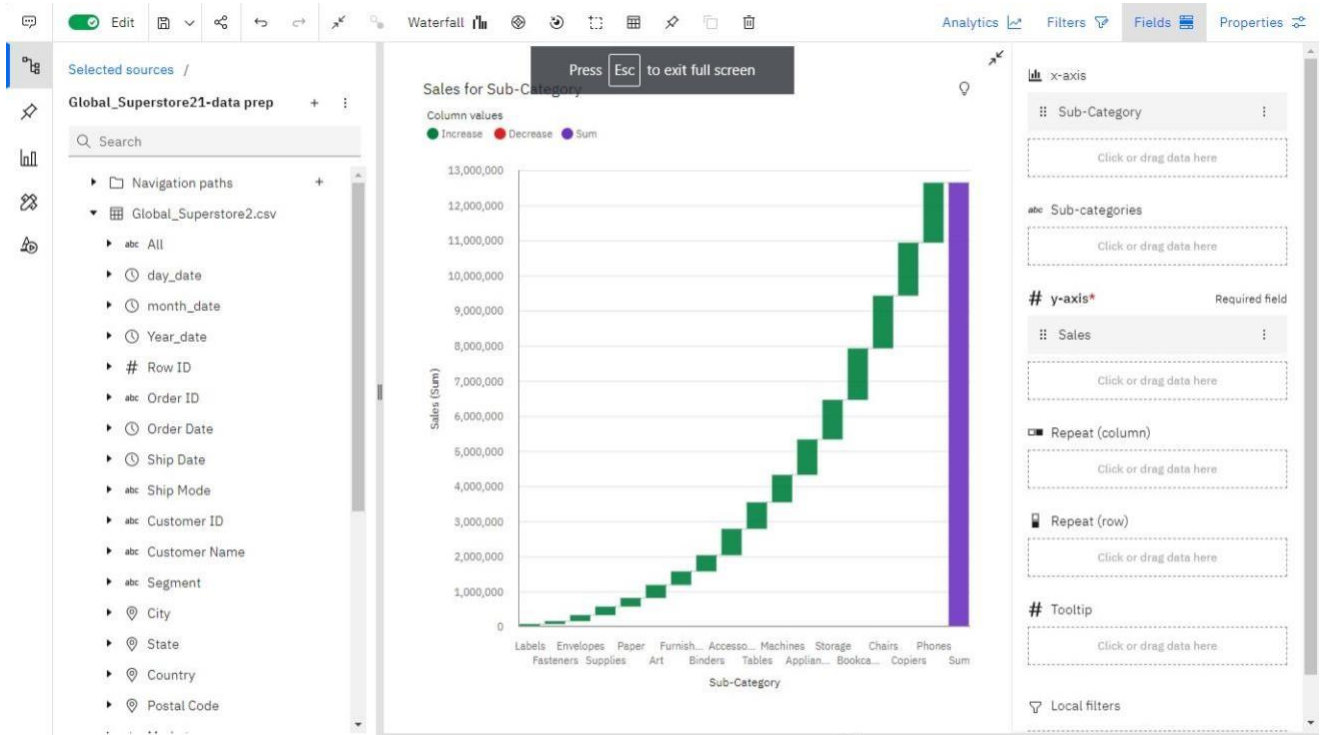 Edit
Waterfall
Analytics
Filters
Fields
Properties
Selected sources /
Global_Superstore21-data prep
Search
Navigation paths
Global_Superstore2.csv
abc All
day_date
month_date
Year_date
# Row ID
abc Order ID
Order Date
Ship Date
abc Ship Mode
abc Customer ID
abc Customer Name
abc Segment
City
State
Country
Postal Code
Press Esc to exit full screen
Sales for Sub-Category
Column values
Increase Decrease Sum
13,000,000
12,000,000
11,000,000
10,000,000
9,000,000
8,000,000
7,000,000
6,000,000
5,000,000
4,000,000
3,000,000
2,000,000
1,000,000
0
Sales (Sum)
Labels Envelopes Paper Furnish... Accesso... Machines Storage Chairs Phones
Fasteners Supplies Art Binders Tables Applian... Bookca... Copiers Sum
Sub-Category
x-axis
Sub-Category
Click or drag data here
abc Sub-categories
Click or drag data here
# y-axis* Required field
Sales
Click or drag data here
Repeat (column)
Click or drag data here
Repeat (row)
Click or drag data here
# Tooltip
Click or drag data here
Local filters